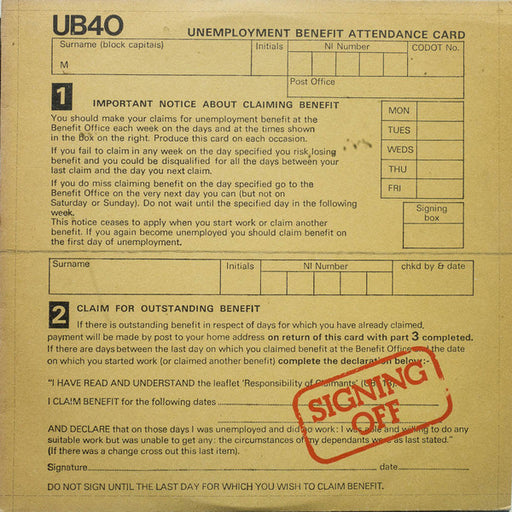 UB40 UNEMPLOYMENT BENEFIT ATTENDANCE CARD
Surname (block capitals) Initials NI Number CODOT No.
M
Post Office
1 IMPORTANT NOTICE ABOUT CLAIMING BENEFIT
You should make your claims for unemployment benefit at the
Benefit Office each week on the days and at the times shown
in the Box on the right. Produce this card on each occasion.
If you fail to claim in any week on the day specified you risk losing
benefit and you could be disqualified for all the days between your
last claim and the day you next claim.
If you do miss claiming benefit on the day specified go to the
Benefit Office on the very next day you can (but not on
Saturday or Sunday). Do not wait until the specified day in the following
week.
This notice ceases to apply when you start work or claim another
benefit. If you again become unemployed you should claim benefit on
the first day of unemployment.
MON
TUES
WEDS
THU
FRI
Signing
box
Surname Initials NI Number chkd by & date
2 CLAIM FOR OUTSTANDING BENEFIT
If there is outstanding benefit in respect of days for which you have already claimed,
payment will be made by post to your home address on return of this card with part 3 completed.
If there are days between the last day on which you claimed benefit at the Benefit Office and the date
on which you started work (or claimed another benefit) complete the declaration below:-
"I HAVE READ AND UNDERSTAND the leaflet 'Responsibility of Claimants' (UBL18)
I CLAIM BENEFIT for the following dates
AND DECLARE that on those days I was unemployed and did no work: I was able and willing to do any
suitable work but was unable to get any: the circumstances of my dependants were as last stated."
(If there was a change cross out this last item).
Signature date
DO NOT SIGN UNTIL THE LAST DAY FOR WHICH YOU WISH TO CLAIM BENEFIT.
SIGNING
OFF